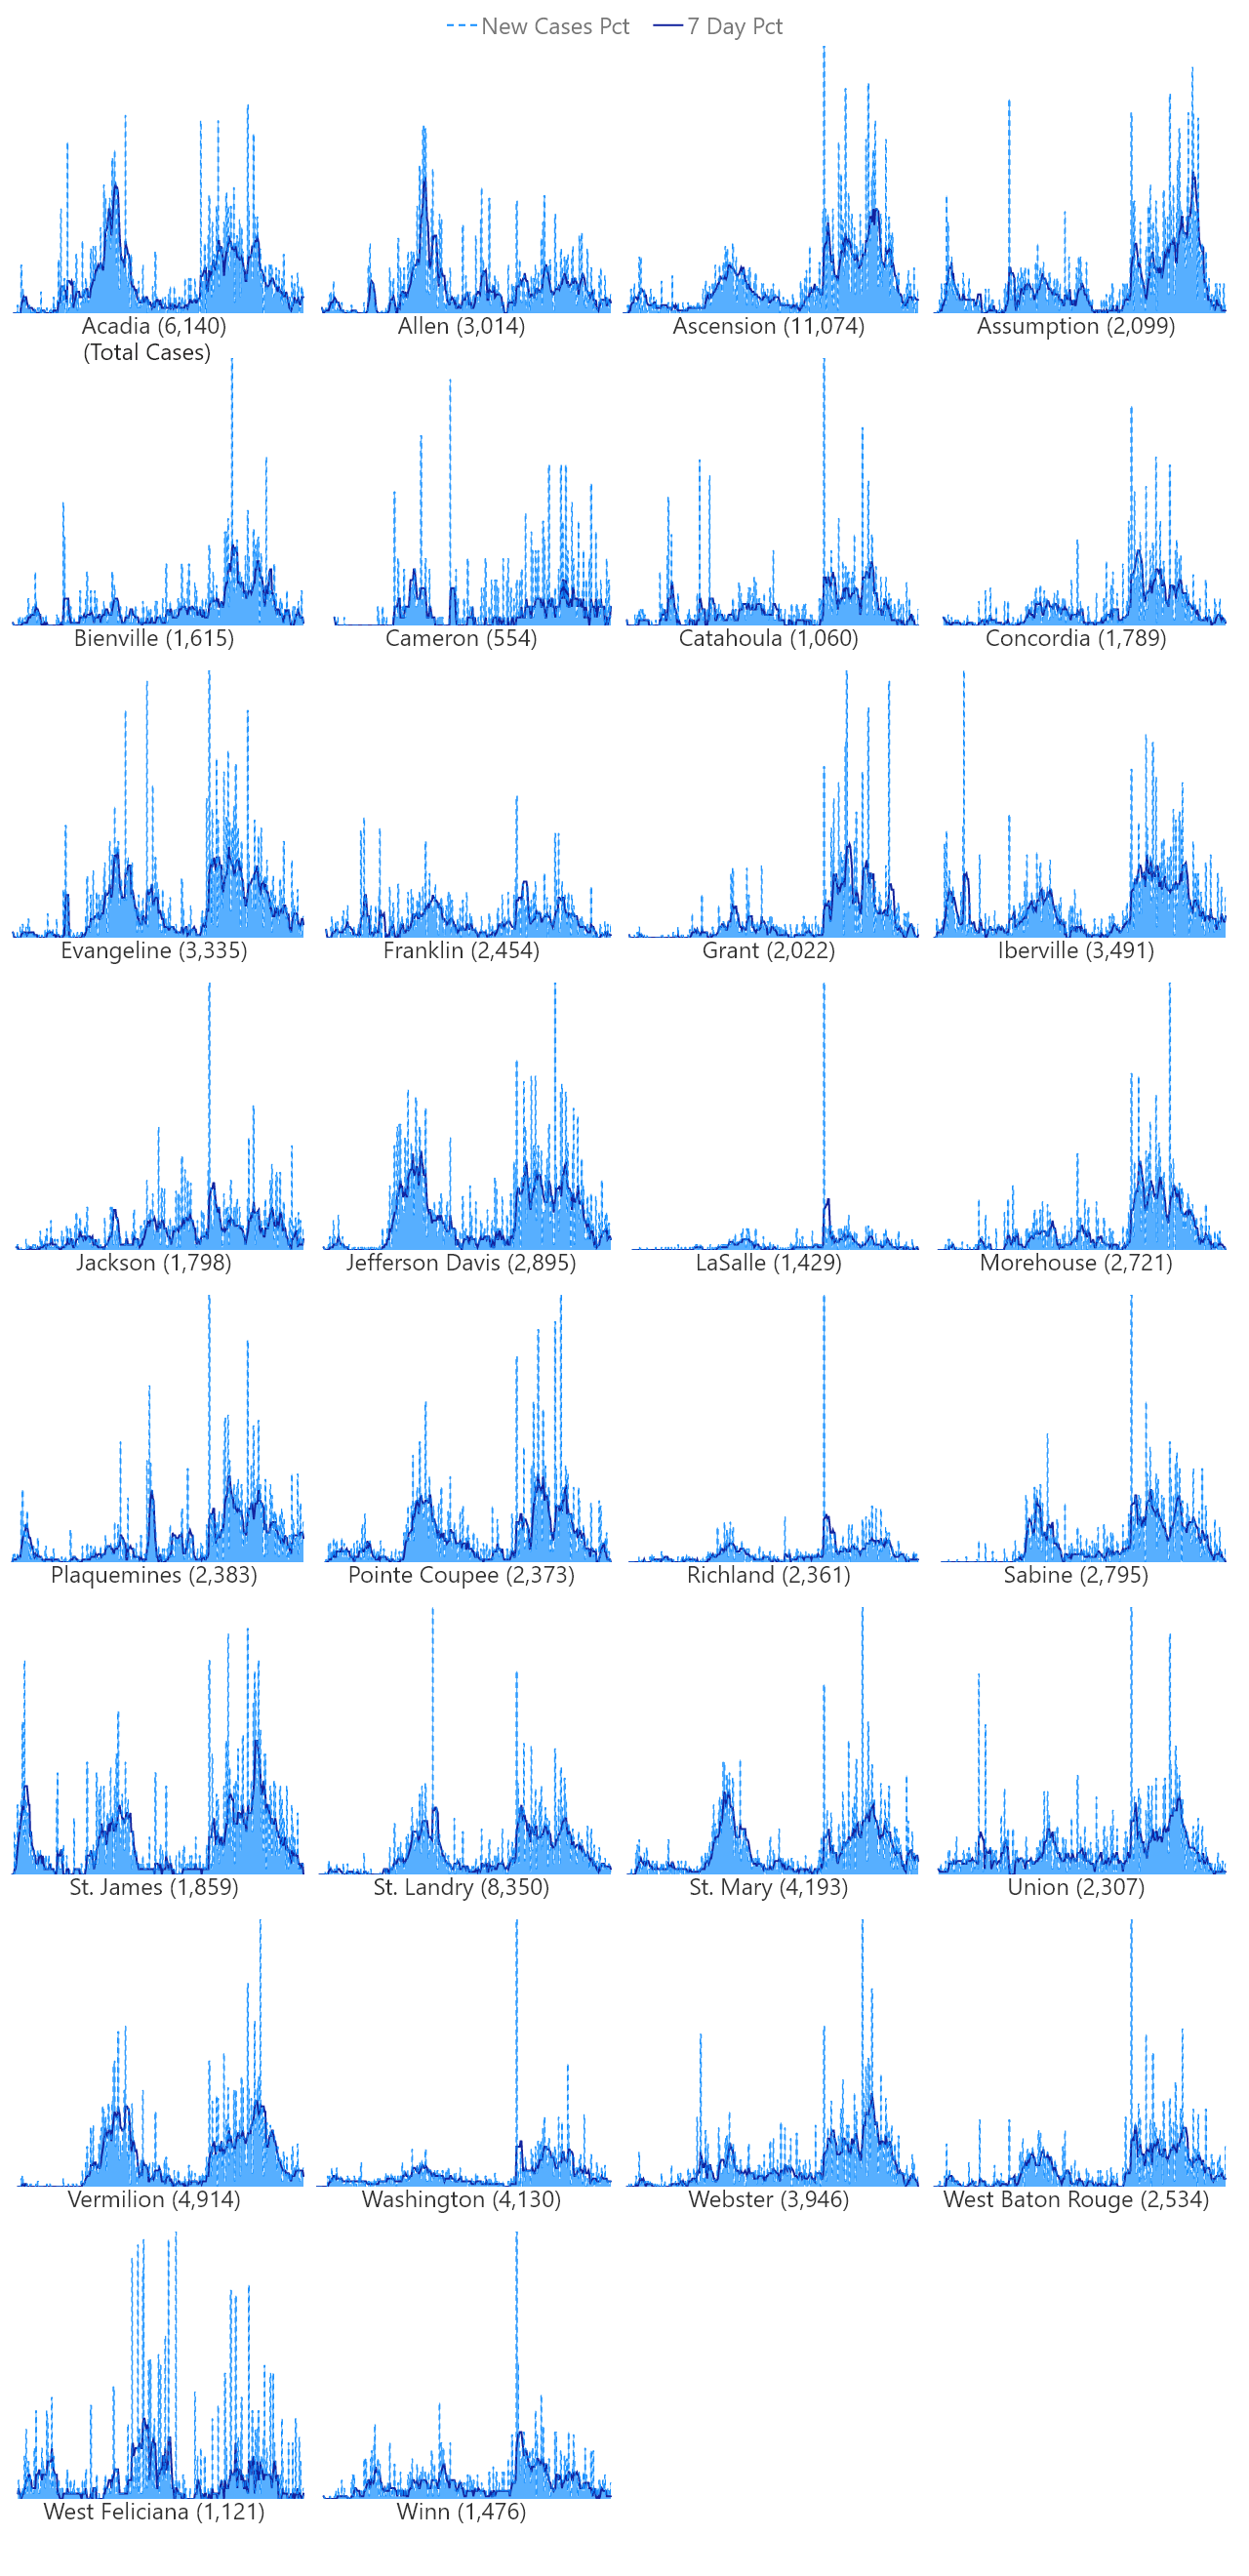 New Cases Pct 7 Day Pct
Acadia (6,140) Allen (3,014) Ascension (11,074) Assumption (2,099)
(Total Cases)
Bienville (1,615) Cameron (554) Catahoula (1,060) Concordia (1,789)
Evangeline (3,335) Franklin (2,454) Grant (2,022) Iberville (3,491)
Jackson (1,798) Jefferson Davis (2,895) LaSalle (1,429) Morehouse (2,721)
Plaquemines (2,383) Pointe Coupee (2,373) Richland (2,361) Sabine (2,795)
St. James (1,859) St. Landry (8,350) St. Mary (4,193) Union (2,307)
Vermilion (4,914) Washington (4,130) Webster (3,946) West Baton Rouge (2,534)
West Feliciana (1,121) Winn (1,476)